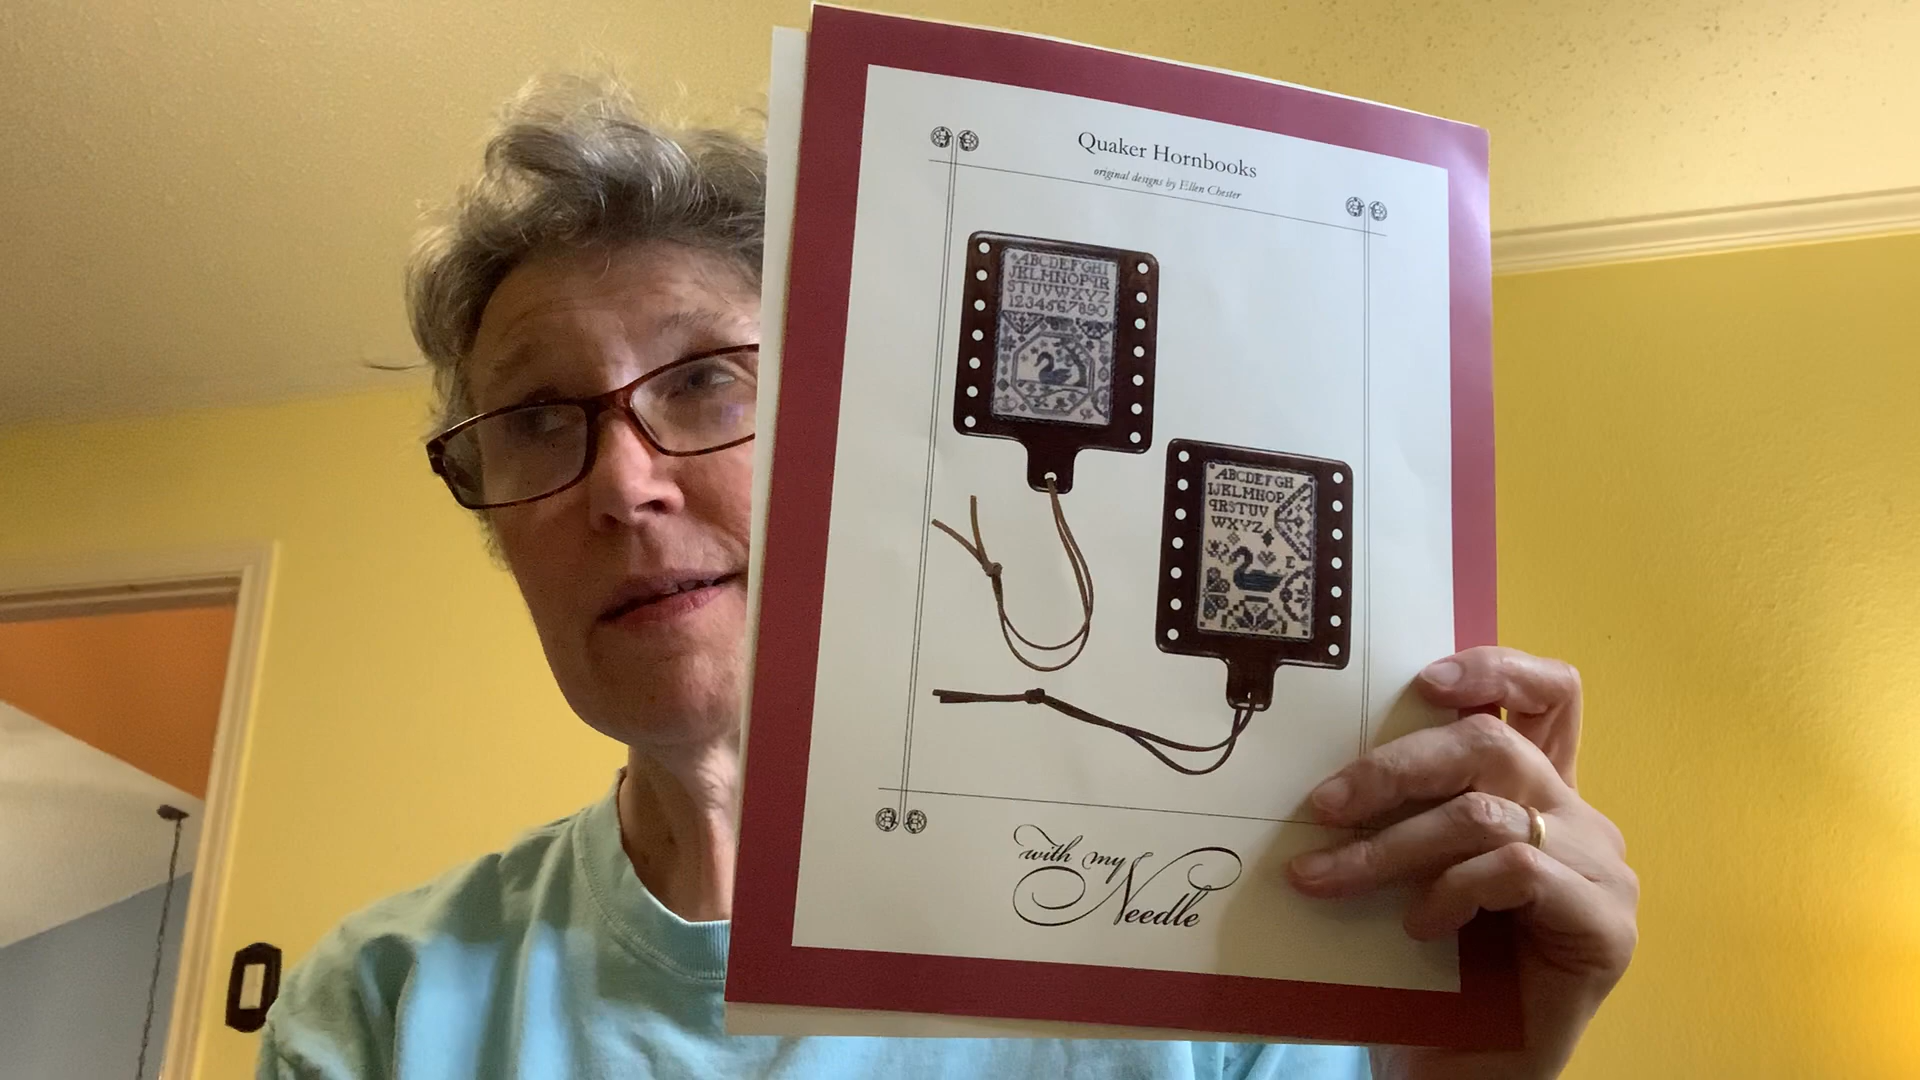 Quaker Hornbooks
original designs by Ellen Chester
ABCDEFGHI
JKLMNOPQR
STUVWXYZ
1234567890
ABCDEFGH
IJKLMNOP
QRSTUV
WXYZ
with my
Needle